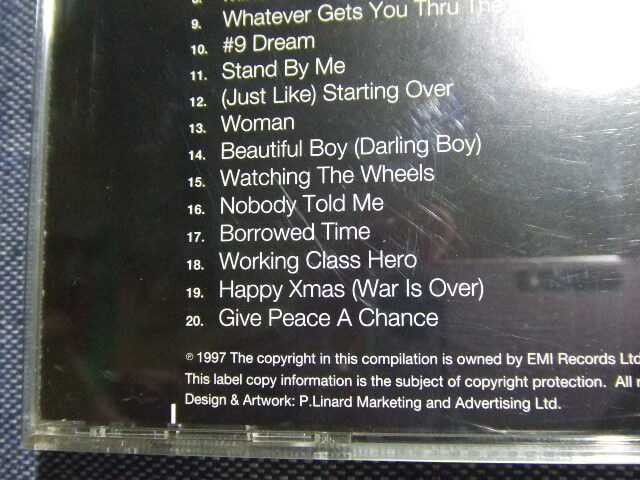 9. Whatever Gets You Thru The
10. #9 Dream
11. Stand By Me
12. (Just Like) Starting Over
13. Woman
14. Beautiful Boy (Darling Boy)
15. Watching The Wheels
16. Nobody Told Me
17. Borrowed Time
18. Working Class Hero
19. Happy Xmas (War Is Over)
20. Give Peace A Chance
℗ 1997 The copyright in this compilation is owned by EMI Records Ltd
This label copy information is the subject of copyright protection. All
Design & Artwork: P.Linard Marketing and Advertising Ltd.